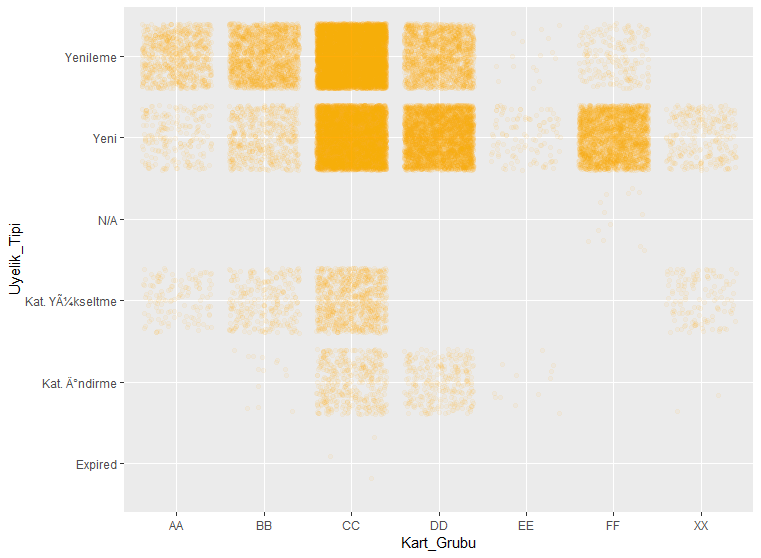 Yenileme
Yeni
N/A
Kat. YÃ¼kseltme
Kat. Ä°ndirme
Expired
Uyelik_Tipi
AA BB CC DD EE FF XX
Kart_Grubu